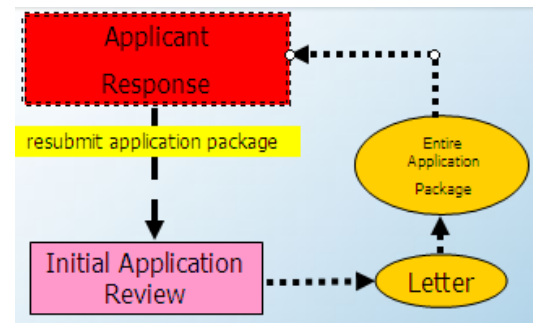 Applicant
Response
resubmit application package
Entire
Application
Package
Initial Application
Review
Letter